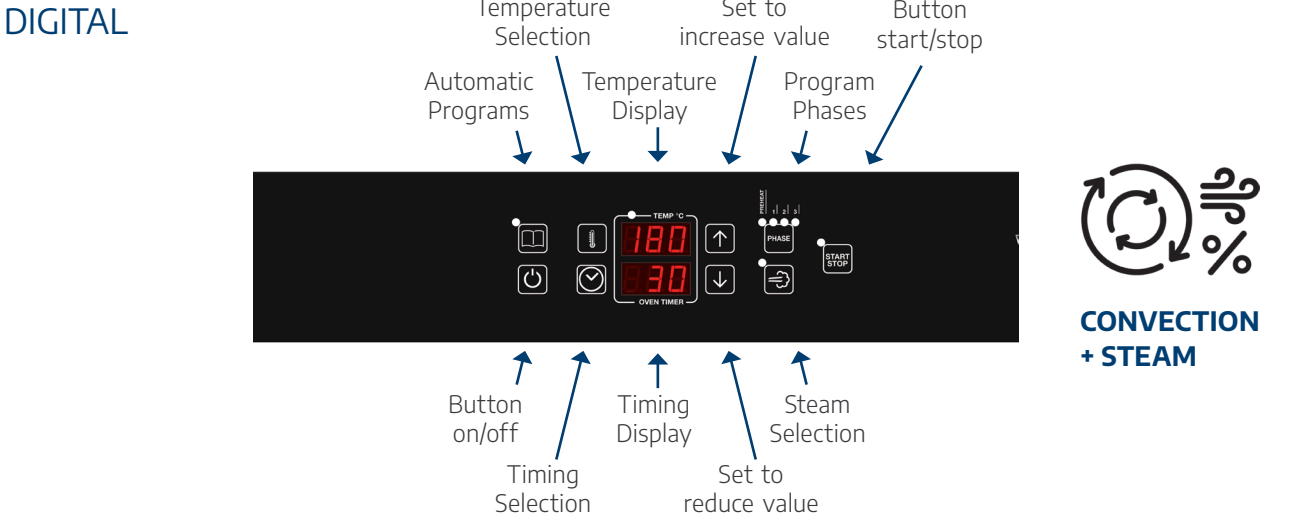 DIGITAL
Temperature
Selection
Set to
increase value
Button
start/stop
Automatic
Programs
Temperature
Display
Program
Phases
PREHEAT
1 2 3
TEMP °C
180
PHASE
START
STOP
30
OVEN TIMER
%
CONVECTION
+ STEAM
Button
on/off
Timing
Display
Steam
Selection
Timing
Selection
Set to
reduce value